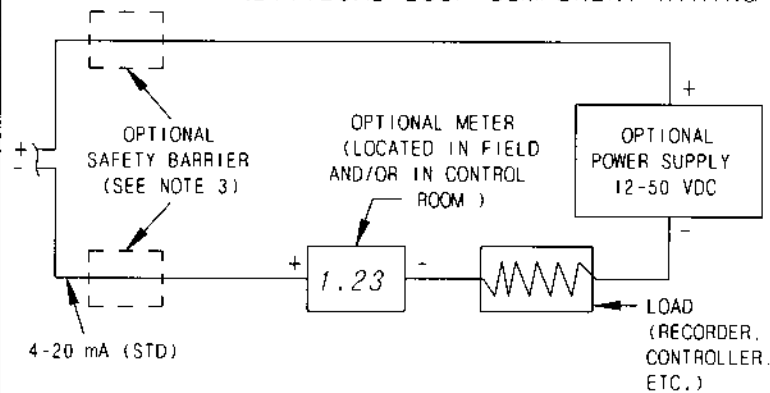 WIRING
OPTIONAL
SAFETY BARRIER
(SEE NOTE 3)
OPTIONAL METER
(LOCATED IN FIELD
AND/OR IN CONTROL
ROOM )
+
OPTIONAL
POWER SUPPLY
12-50 VDC
-
+
-
+
1.23
-
4-20 mA (STD)
LOAD
(RECORDER,
CONTROLLER,
ETC.)